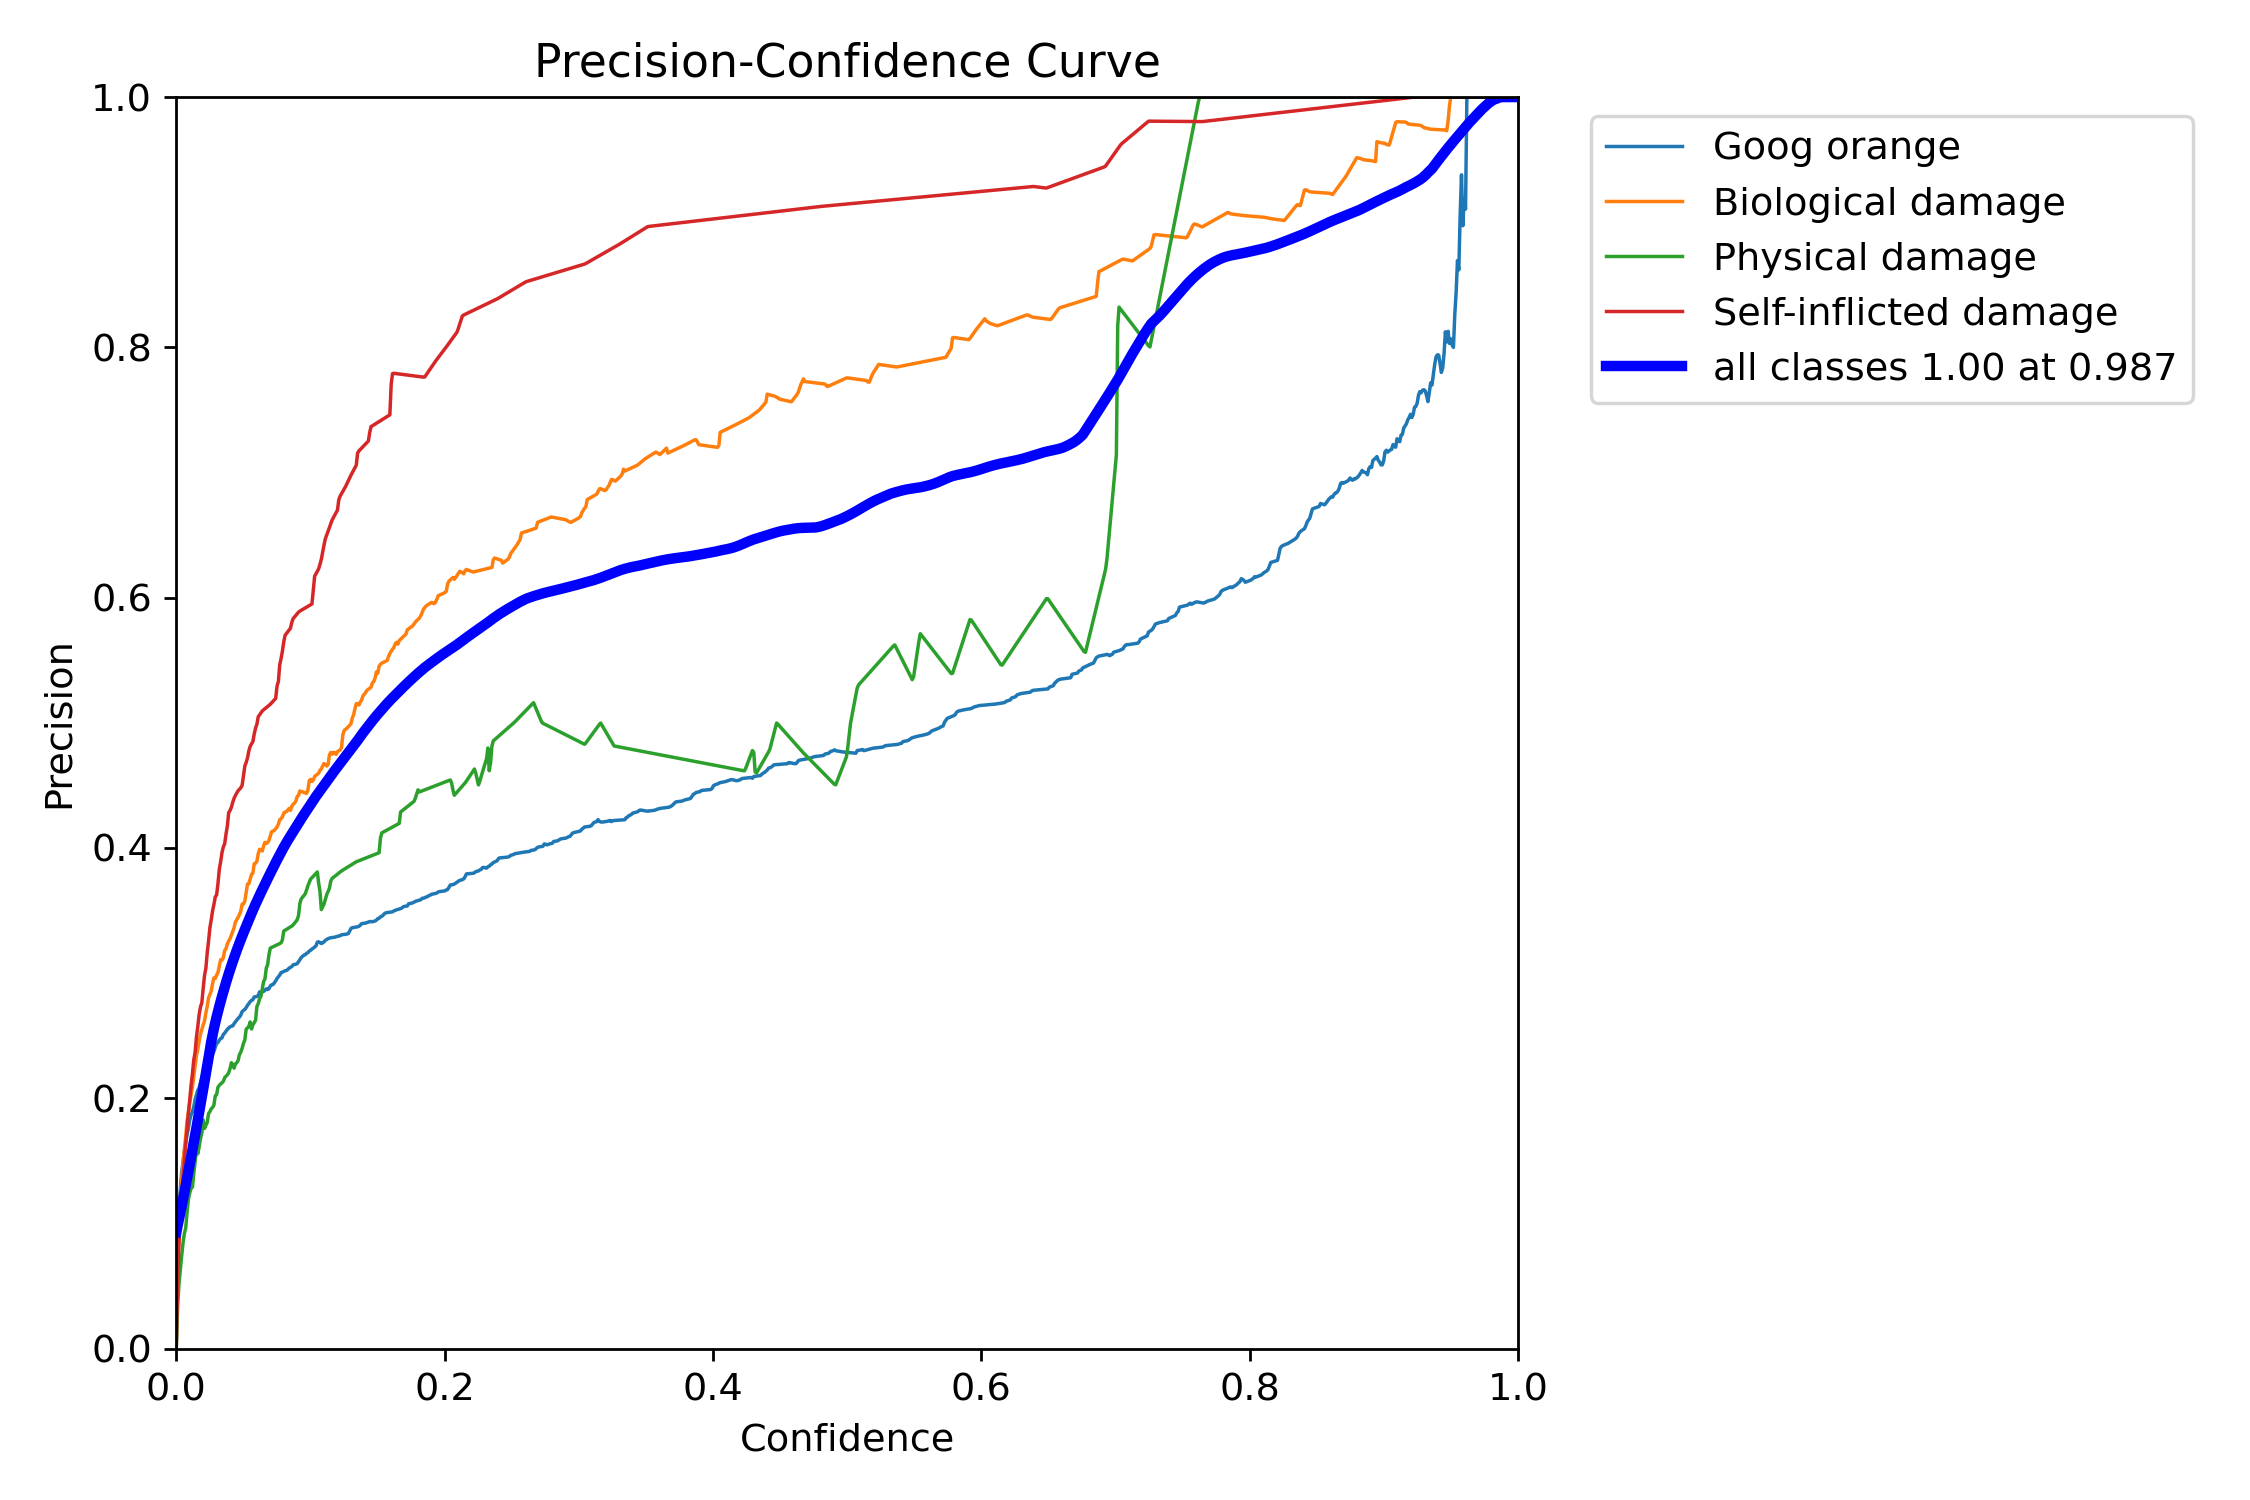 Precision-Confidence Curve
1.0
0.8
0.6
0.4
0.2
0.0
Precision
0.0 0.2 0.4 0.6 0.8 1.0
Confidence
Goog orange
Biological damage
Physical damage
Self-inflicted damage
all classes 1.00 at 0.987